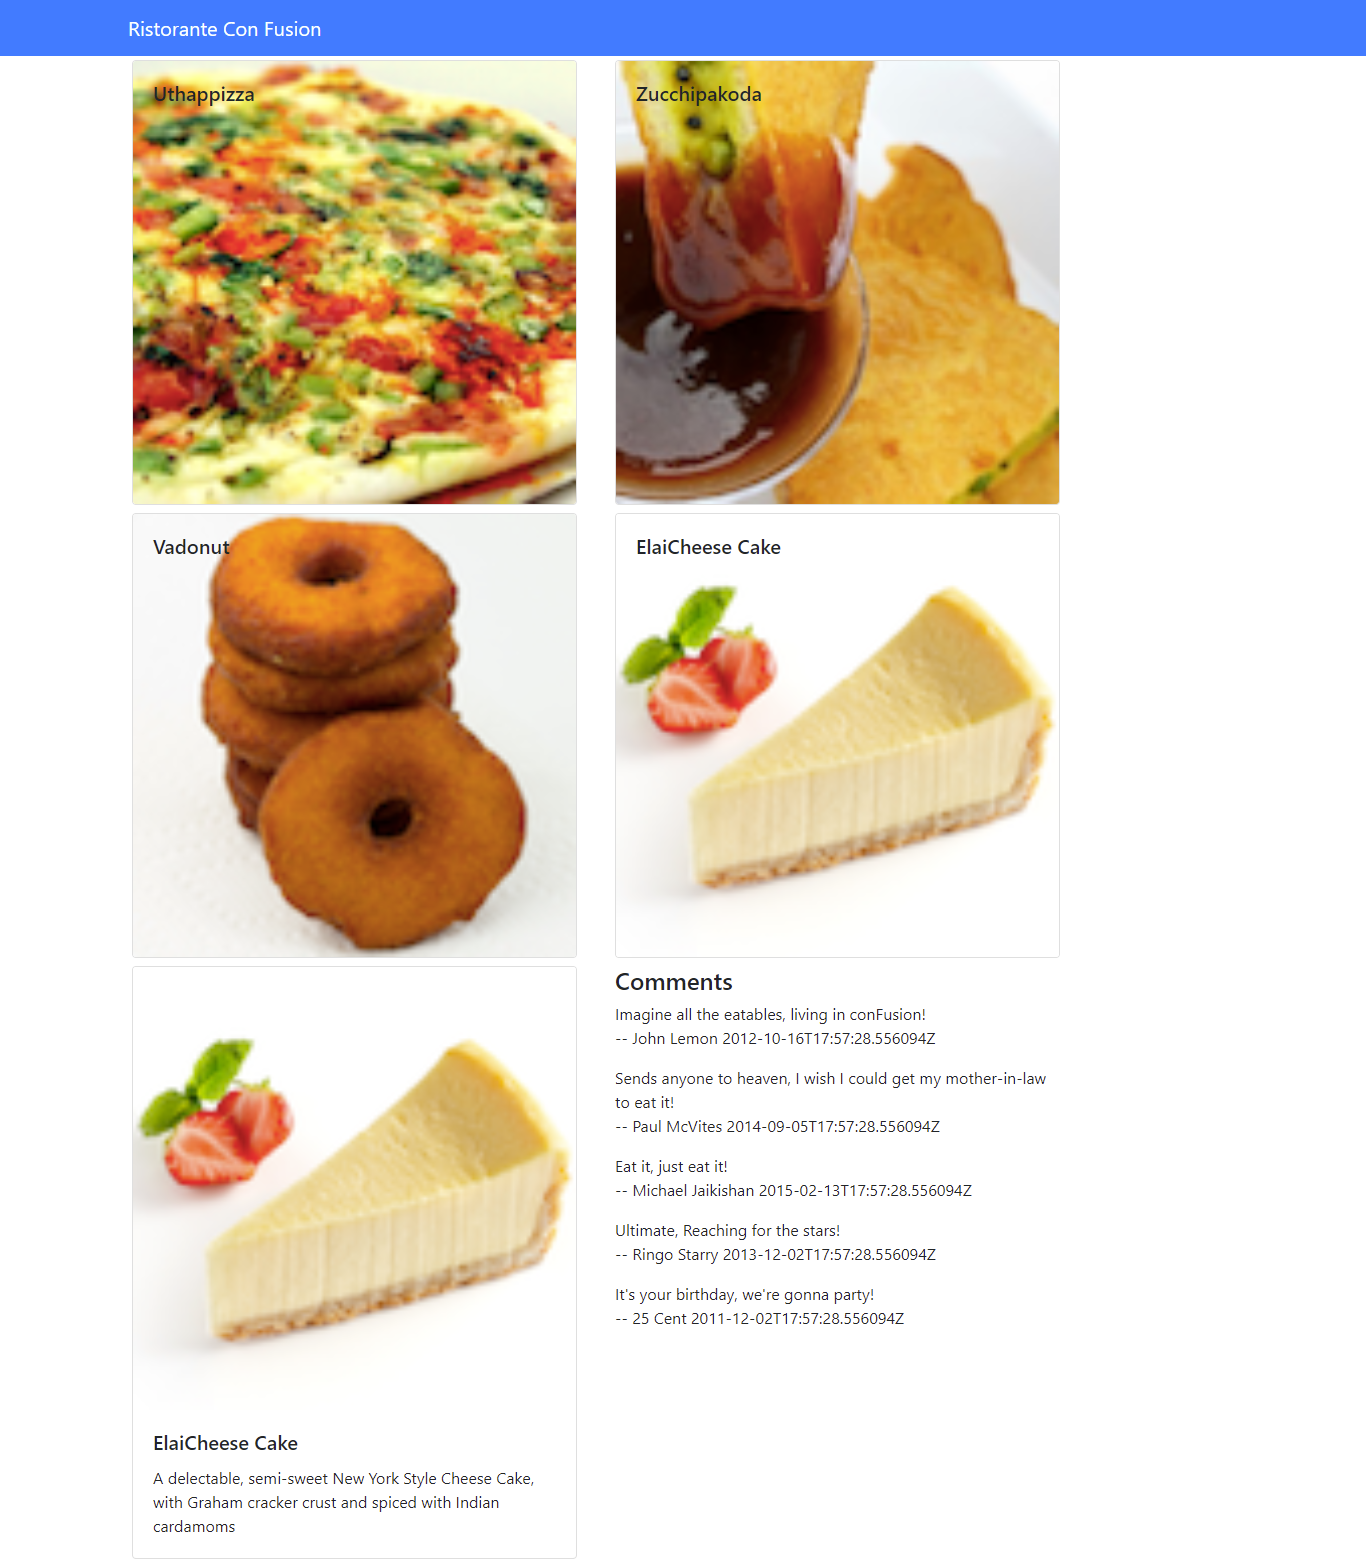 Ristorante Con Fusion
Uthappizza
Zucchipakoda
Vadonut
ElaiCheese Cake
ElaiCheese Cake
A delectable, semi-sweet New York Style Cheese Cake,
with Graham cracker crust and spiced with Indian
cardamoms
Comments
Imagine all the eatables, living in conFusion!
-- John Lemon 2012-10-16T17:57:28.556094Z
Sends anyone to heaven, I wish I could get my mother-in-law
to eat it!
-- Paul McVites 2014-09-05T17:57:28.556094Z
Eat it, just eat it!
-- Michael Jaikishan 2015-02-13T17:57:28.556094Z
Ultimate, Reaching for the stars!
-- Ringo Starry 2013-12-02T17:57:28.556094Z
It's your birthday, we're gonna party!
-- 25 Cent 2011-12-02T17:57:28.556094Z